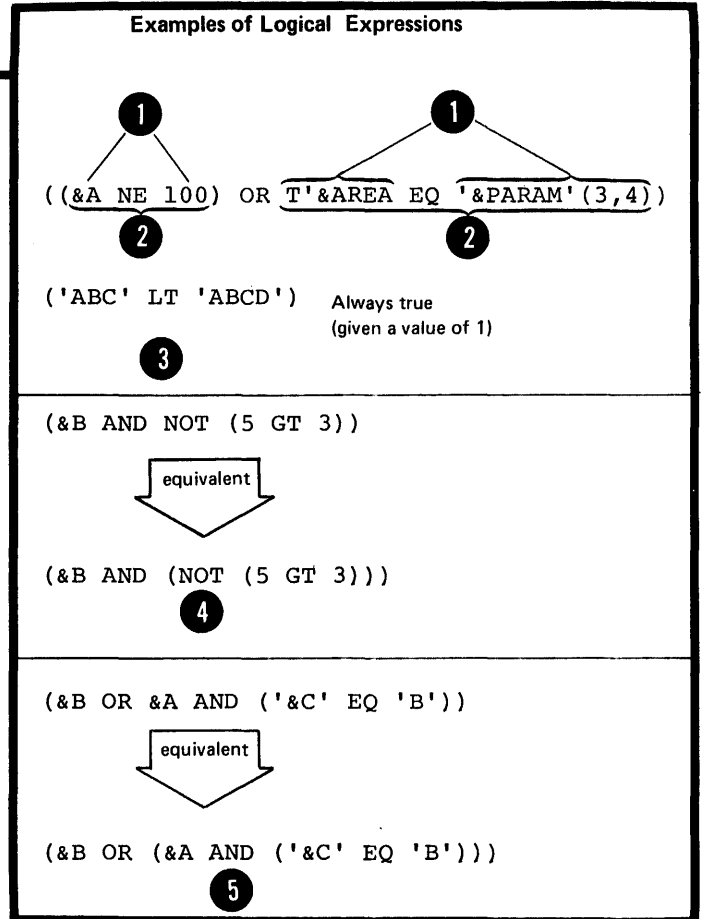 Examples of Logical Expressions
1 1
((&A NE 100) OR T'&AREA EQ '&PARAM'(3,4))
2 2
('ABC' LT 'ABCD') Always true
(given a value of 1)
3
(&B AND NOT (5 GT 3))
equivalent
(&B AND (NOT (5 GT 3)))
4
(&B OR &A AND ('&C' EQ 'B'))
equivalent
(&B OR (&A AND ('&C' EQ 'B')))
5